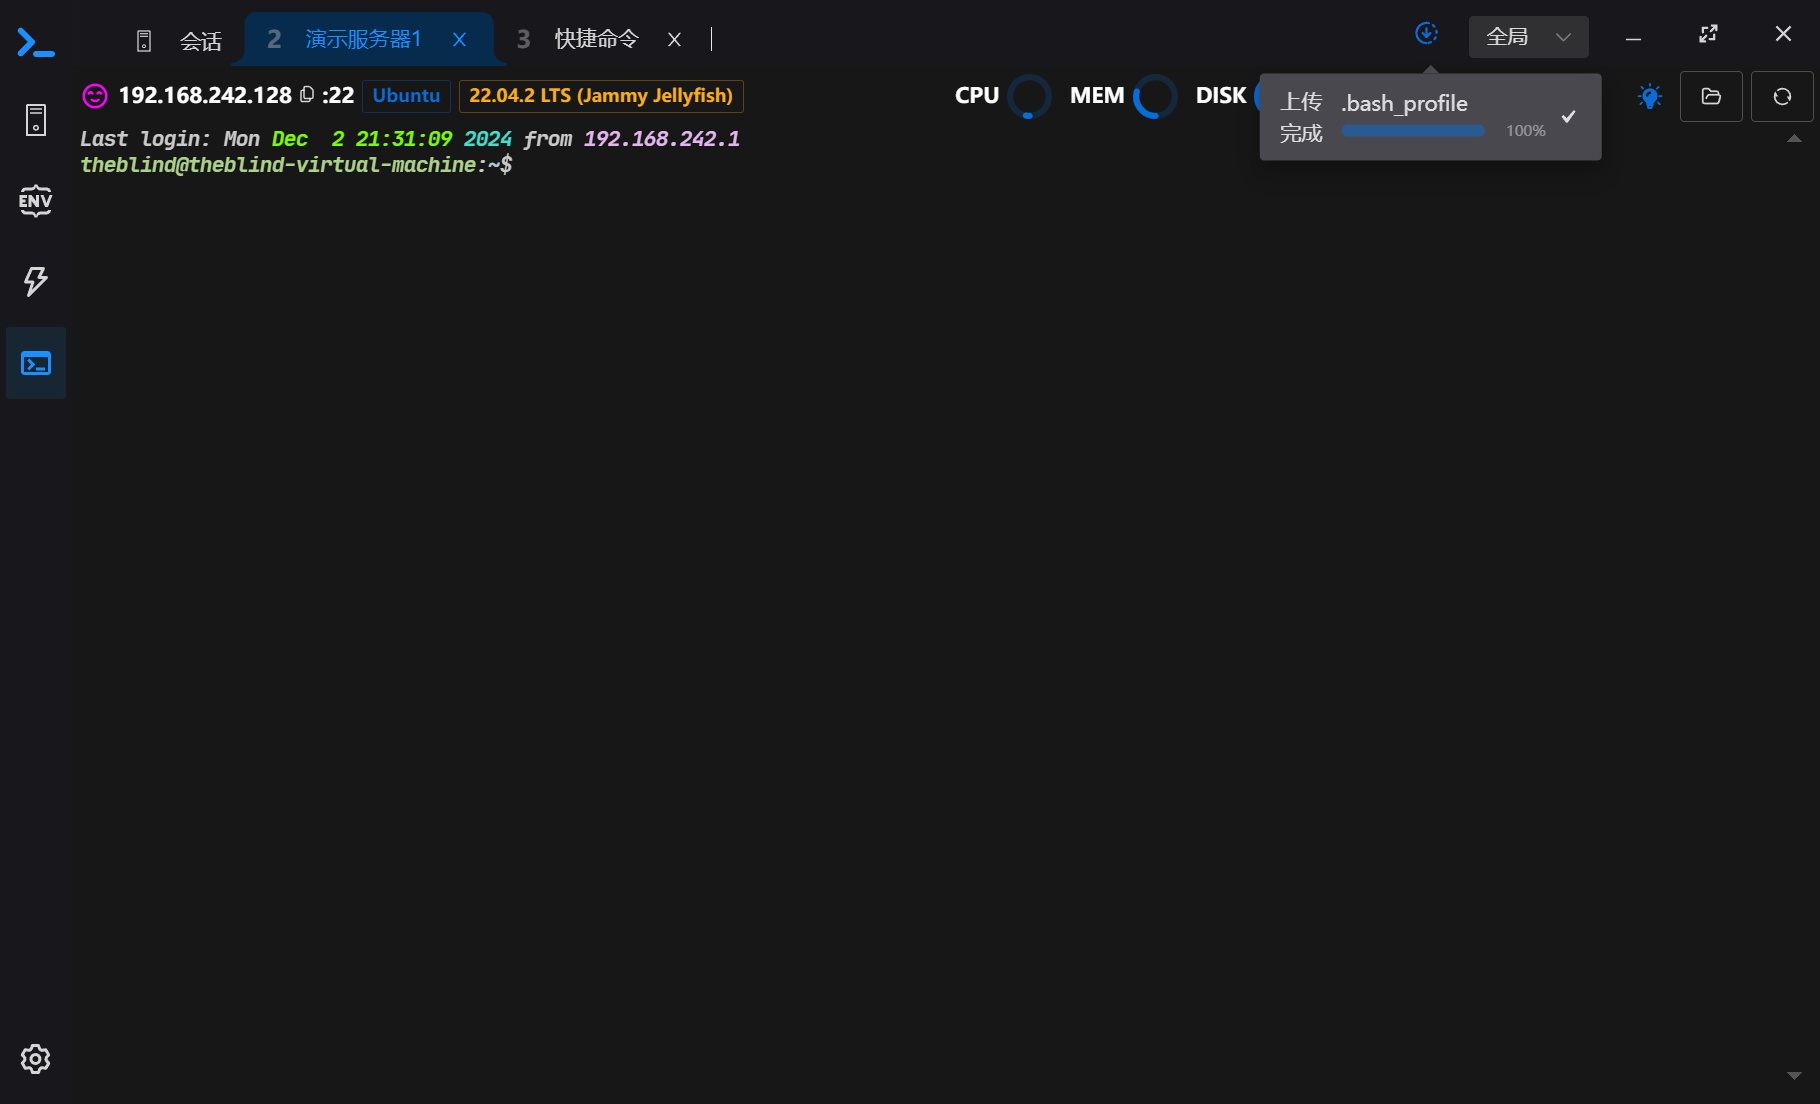 会话
2 演示服务器1 X
3 快捷命令 X
全局
192.168.242.128 :22 Ubuntu 22.04.2 LTS (Jammy Jellyfish)
CPU MEM DISK
上传 .bash_profile
完成 100%
ENV
Last login: Mon Dec  2 21:31:09 2024 from 192.168.242.1
theblind@theblind-virtual-machine:~$